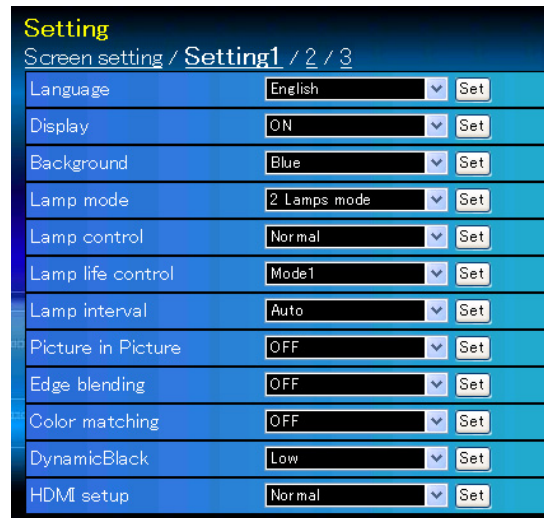 Setting
Screen setting / Setting1 / 2 / 3
Language English Set
Display ON Set
Background Blue Set
Lamp mode 2 Lamps mode Set
Lamp control Normal Set
Lamp life control Mode1 Set
Lamp interval Auto Set
Picture in Picture OFF Set
Edge blending OFF Set
Color matching OFF Set
DynamicBlack Low Set
HDMI setup Normal Set